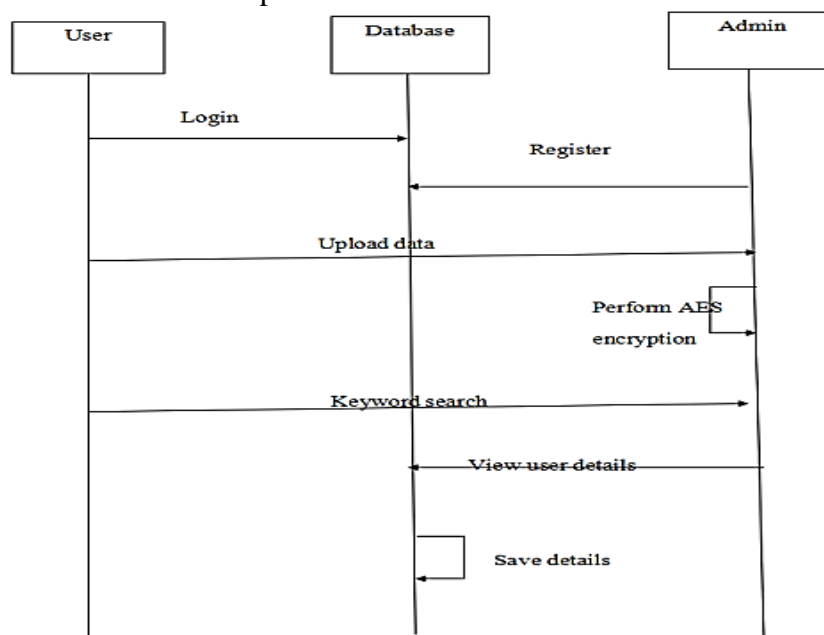 User
Database
Admin
Login
Register
Upload data
Perform AES
encryption
Keyword search
View user details
Save details